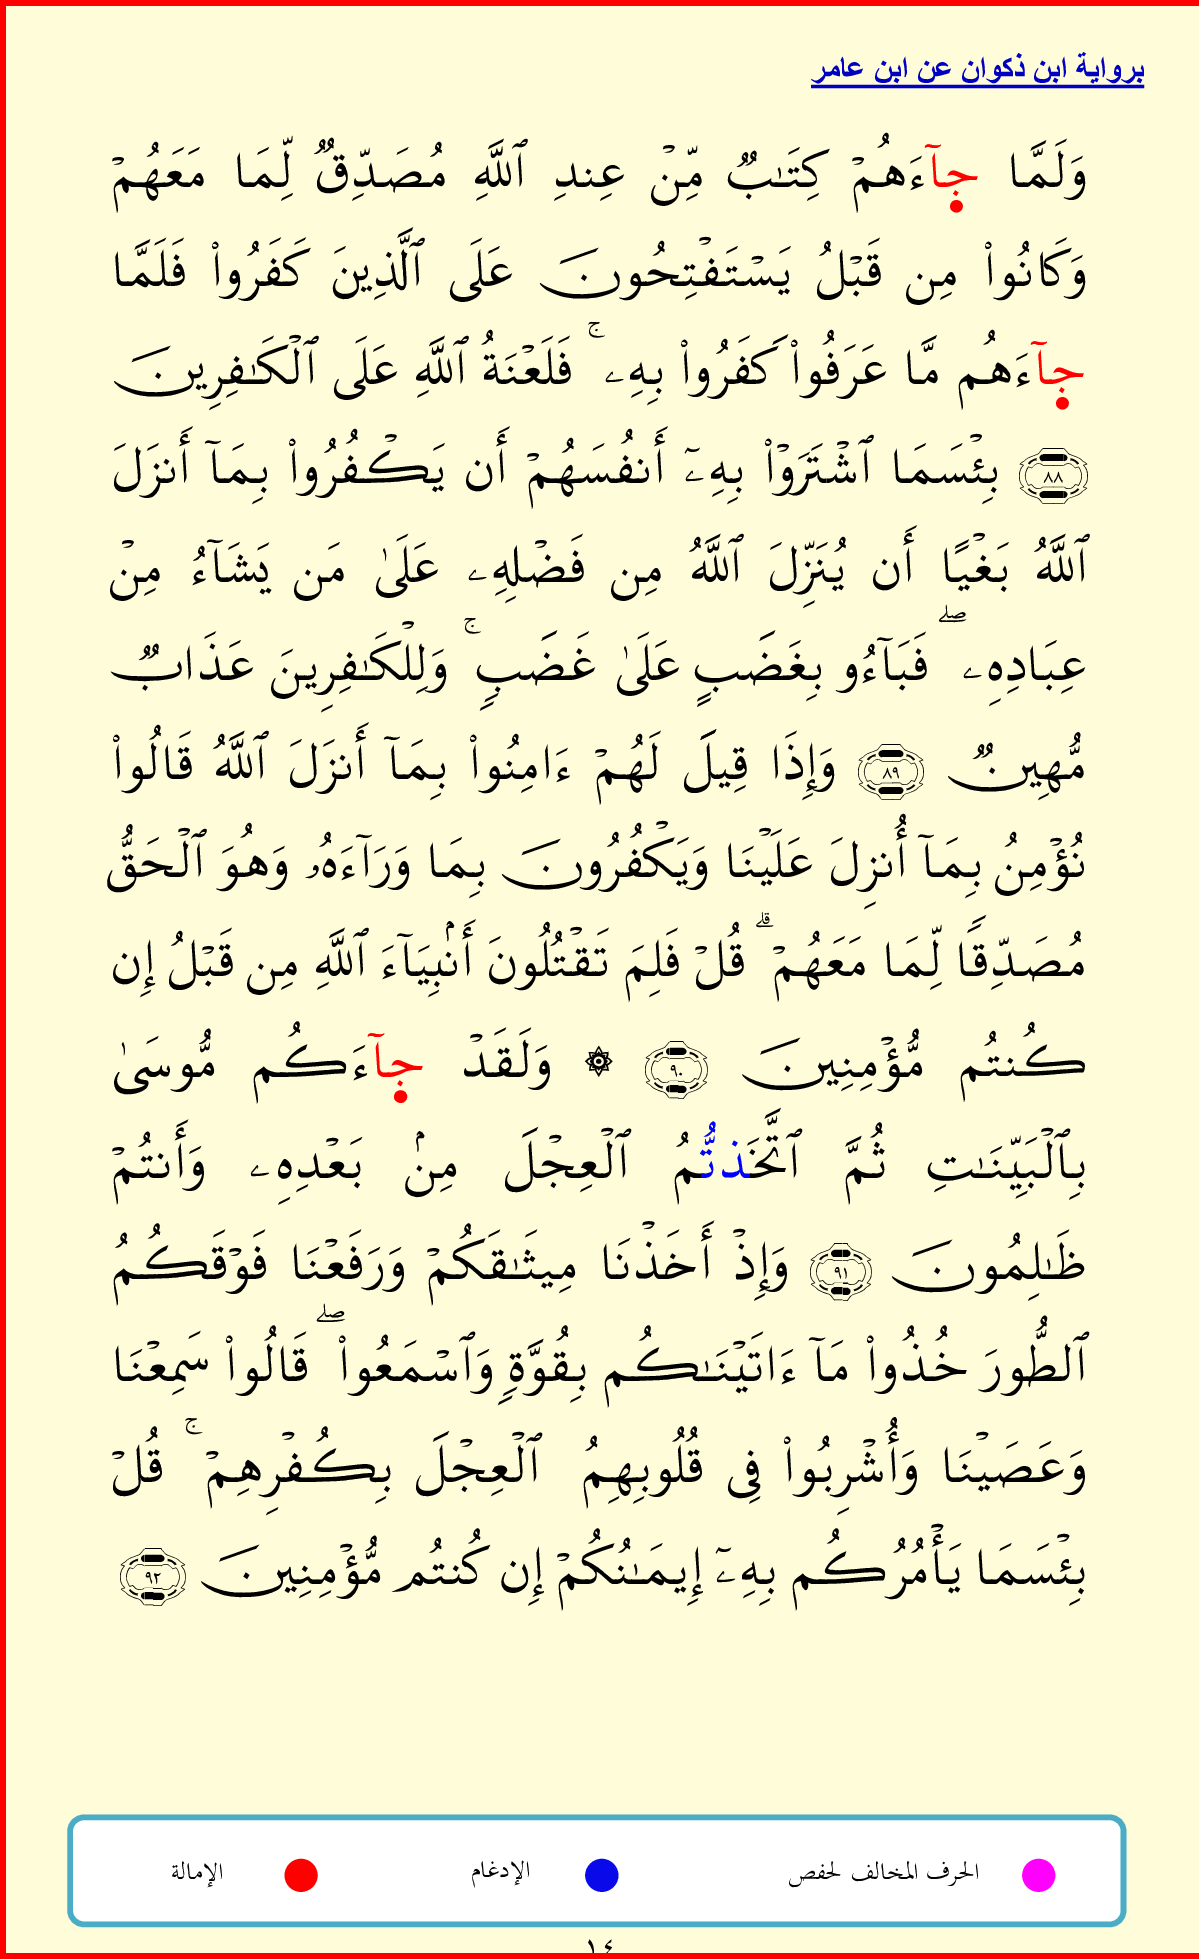 برواية ابن ذكوان عن ابن عامر
وَلَمَّا جَآءَهُمۡ كِتَٰبٞ مِّنۡ عِندِ ٱللَّهِ مُصَدِّقٞ لِّمَا مَعَهُمۡ
وَكَانُواْ مِن قَبۡلُ يَسۡتَفۡتِحُونَ عَلَى ٱلَّذِينَ كَفَرُواْ فَلَمَّا
جَآءَهُم مَّا عَرَفُواْ كَفَرُواْ بِهِۦۚ فَلَعۡنَةُ ٱللَّهِ عَلَى ٱلۡكَٰفِرِينَ
٨٨ بِئۡسَمَا ٱشۡتَرَوۡاْ بِهِۦٓ أَنفُسَهُمۡ أَن يَكۡفُرُواْ بِمَآ أَنزَلَ
ٱللَّهُ بَغۡيًا أَن يُنَزِّلَ ٱللَّهُ مِن فَضۡلِهِۦ عَلَىٰ مَن يَشَآءُ مِنۡ
عِبَادِهِۦۖ فَبَآءُو بِغَضَبٍ عَلَىٰ غَضَبٖۚ وَلِلۡكَٰفِرِينَ عَذَابٞ
مُّهِينٞ ٨٩ وَإِذَا قِيلَ لَهُمۡ ءَامِنُواْ بِمَآ أَنزَلَ ٱللَّهُ قَالُواْ
نُؤۡمِنُ بِمَآ أُنزِلَ عَلَيۡنَا وَيَكۡفُرُونَ بِمَا وَرَآءَهُۥ وَهُوَ ٱلۡحَقُّ
مُصَدِّقٗا لِّمَا مَعَهُمۡۗ قُلۡ فَلِمَ تَقۡتُلُونَ أَنۢبِيَآءَ ٱللَّهِ مِن قَبۡلُ إِن
كُنتُم مُّؤۡمِنِينَ ٩٠ ۞ وَلَقَدۡ جَآءَكُم مُّوسَىٰ
بِٱلۡبَيِّنَٰتِ ثُمَّ ٱتَّخَذتُّمُ ٱلۡعِجۡلَ مِنۢ بَعۡدِهِۦ وَأَنتُمۡ
ظَٰلِمُونَ ٩١ وَإِذۡ أَخَذۡنَا مِيثَٰقَكُمۡ وَرَفَعۡنَا فَوۡقَكُمُ
ٱلطُّورَ خُذُواْ مَآ ءَاتَيۡنَٰكُم بِقُوَّةٖ وَٱسۡمَعُواْۖ قَالُواْ سَمِعۡنَا
وَعَصَيۡنَا وَأُشۡرِبُواْ فِي قُلُوبِهِمُ ٱلۡعِجۡلَ بِكُفۡرِهِمۡۚ قُلۡ
بِئۡسَمَا يَأۡمُرُكُم بِهِۦٓ إِيمَٰنُكُمۡ إِن كُنتُم مُّؤۡمِنِينَ ٩٢
الحرف المخالف لحفص الإدغام الإمالة
١٤